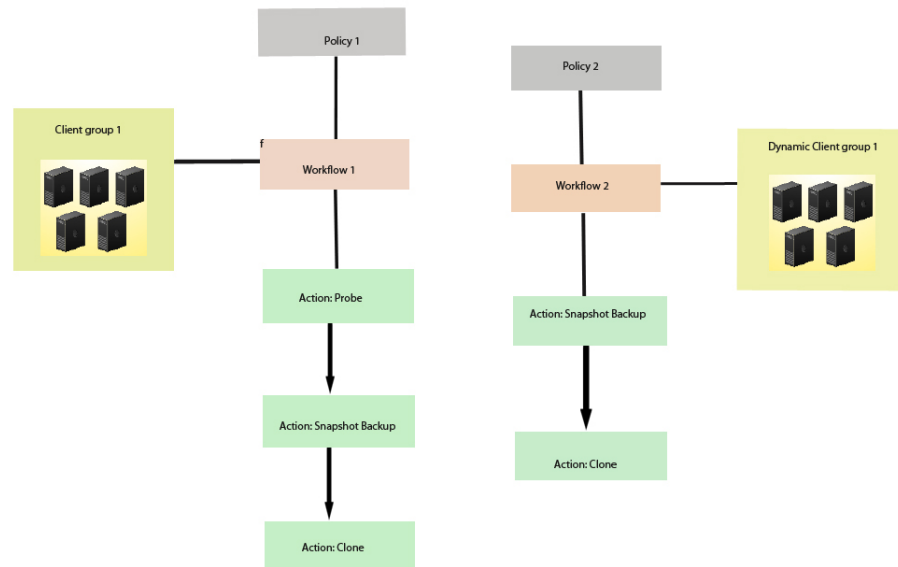 Policy 1
Client group 1
f
Workflow 1
Action: Probe
Action: Snapshot Backup
Action: Clone
Policy 2
Workflow 2
Dynamic Client group 1
Action: Snapshot Backup
Action: Clone